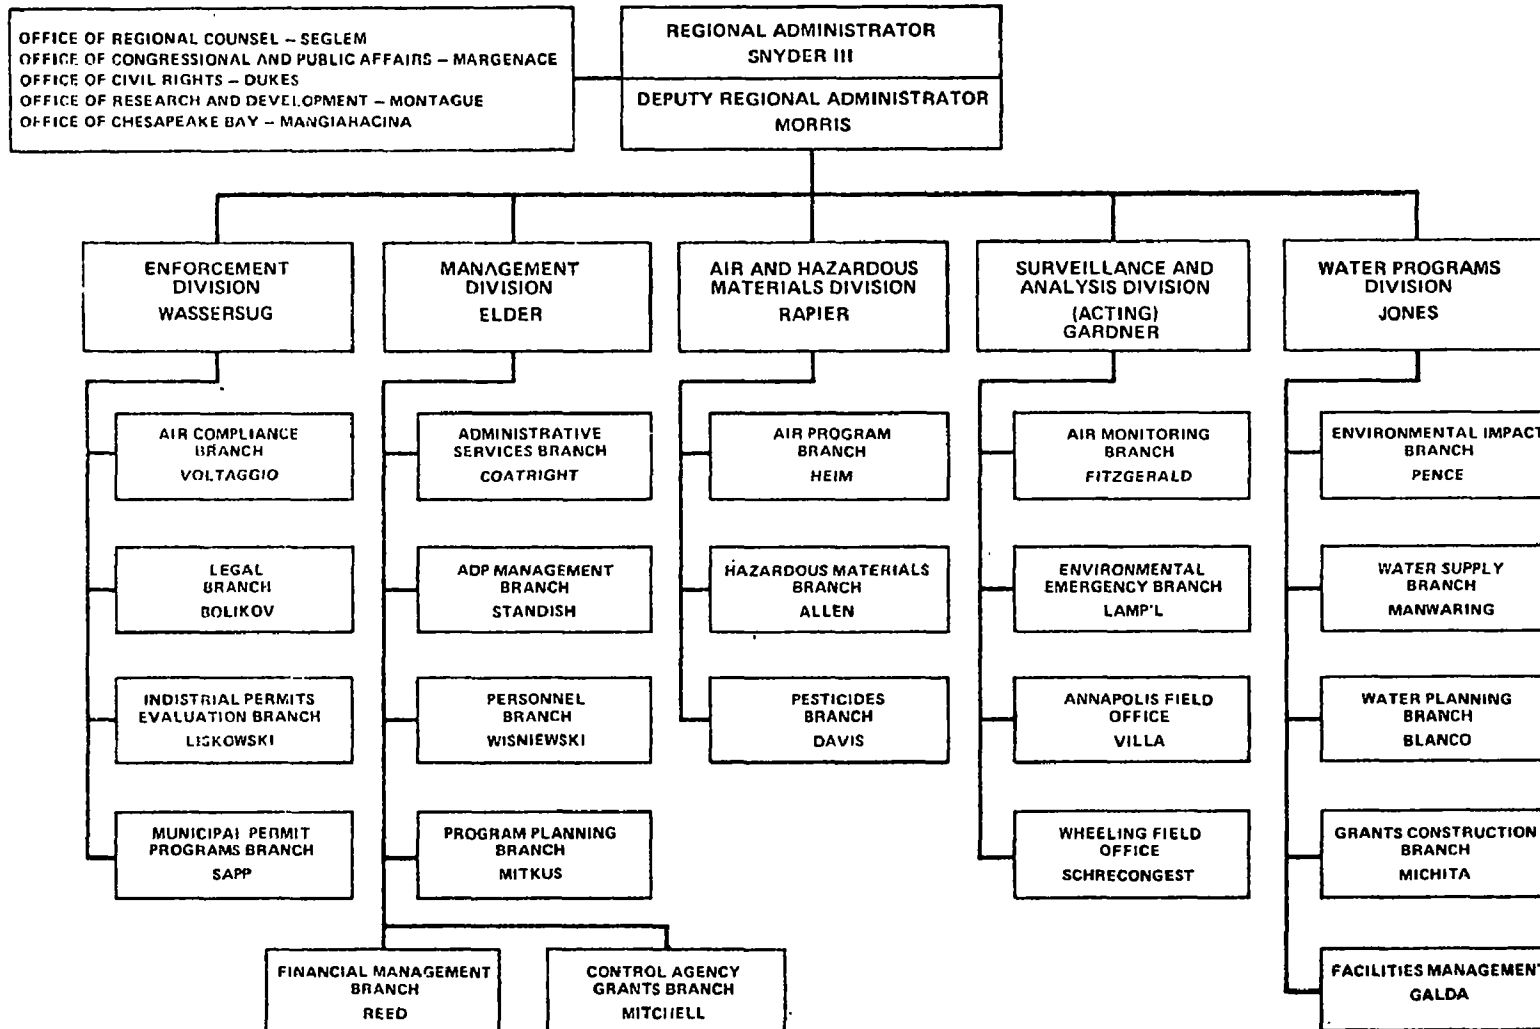 OFFICE OF REGIONAL COUNSEL – SEGLEM
OFFICE OF CONGRESSIONAL AND PUBLIC AFFAIRS – MARGENACE
OFFICE OF CIVIL RIGHTS – DUKES
OFFICE OF RESEARCH AND DEVELOPMENT – MONTAGUE
OFFICE OF CHESAPEAKE BAY – MANGIAHACINA
REGIONAL ADMINISTRATOR
SNYDER III
DEPUTY REGIONAL ADMINISTRATOR
MORRIS
ENFORCEMENT
DIVISION
WASSERSUG
MANAGEMENT
DIVISION
ELDER
AIR AND HAZARDOUS
MATERIALS DIVISION
RAPIER
SURVEILLANCE AND
ANALYSIS DIVISION
(ACTING)
GARDNER
WATER PROGRAMS
DIVISION
JONES
AIR COMPLIANCE
BRANCH
VOLTAGGIO
ADMINISTRATIVE
SERVICES BRANCH
COATRIGHT
AIR PROGRAM
BRANCH
HEIM
AIR MONITORING
BRANCH
FITZGERALD
ENVIRONMENTAL IMPACT
BRANCH
PENCE
LEGAL
BRANCH
BOLIKOV
ADP MANAGEMENT
BRANCH
STANDISH
HAZARDOUS MATERIALS
BRANCH
ALLEN
ENVIRONMENTAL
EMERGENCY BRANCH
LAMP'L
WATER SUPPLY
BRANCH
MANWARING
INDISTRIAL PERMITS
EVALUATION BRANCH
LISKOWSKI
PERSONNEL
BRANCH
WISNIEWSKI
PESTICIDES
BRANCH
DAVIS
ANNAPOLIS FIELD
OFFICE
VILLA
WATER PLANNING
BRANCH
BLANCO
MUNICIPAL PERMIT
PROGRAMS BRANCH
SAPP
PROGRAM PLANNING
BRANCH
MITKUS
WHEELING FIELD
OFFICE
SCHRECONGEST
GRANTS CONSTRUCTION
BRANCH
MICHITA
FINANCIAL MANAGEMENT
BRANCH
REED
CONTROL AGENCY
GRANTS BRANCH
MITCHELL
FACILITIES MANAGEMENT
GALDA